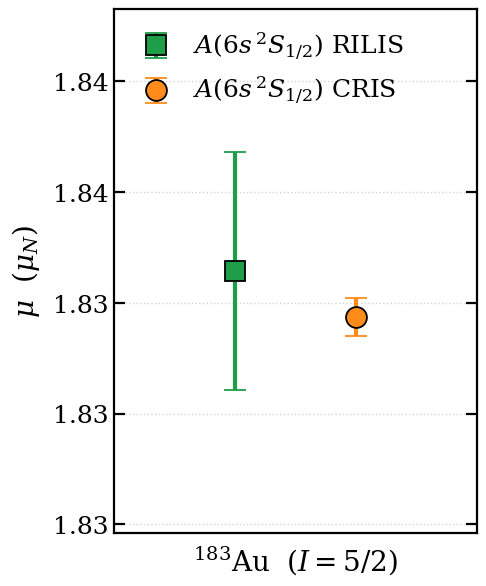 A(6s ²S₁/₂) RILIS
A(6s ²S₁/₂) CRIS
1.84
1.84
1.83
1.83
1.83
μ (μ_N)
¹⁸³Au (I = 5/2)